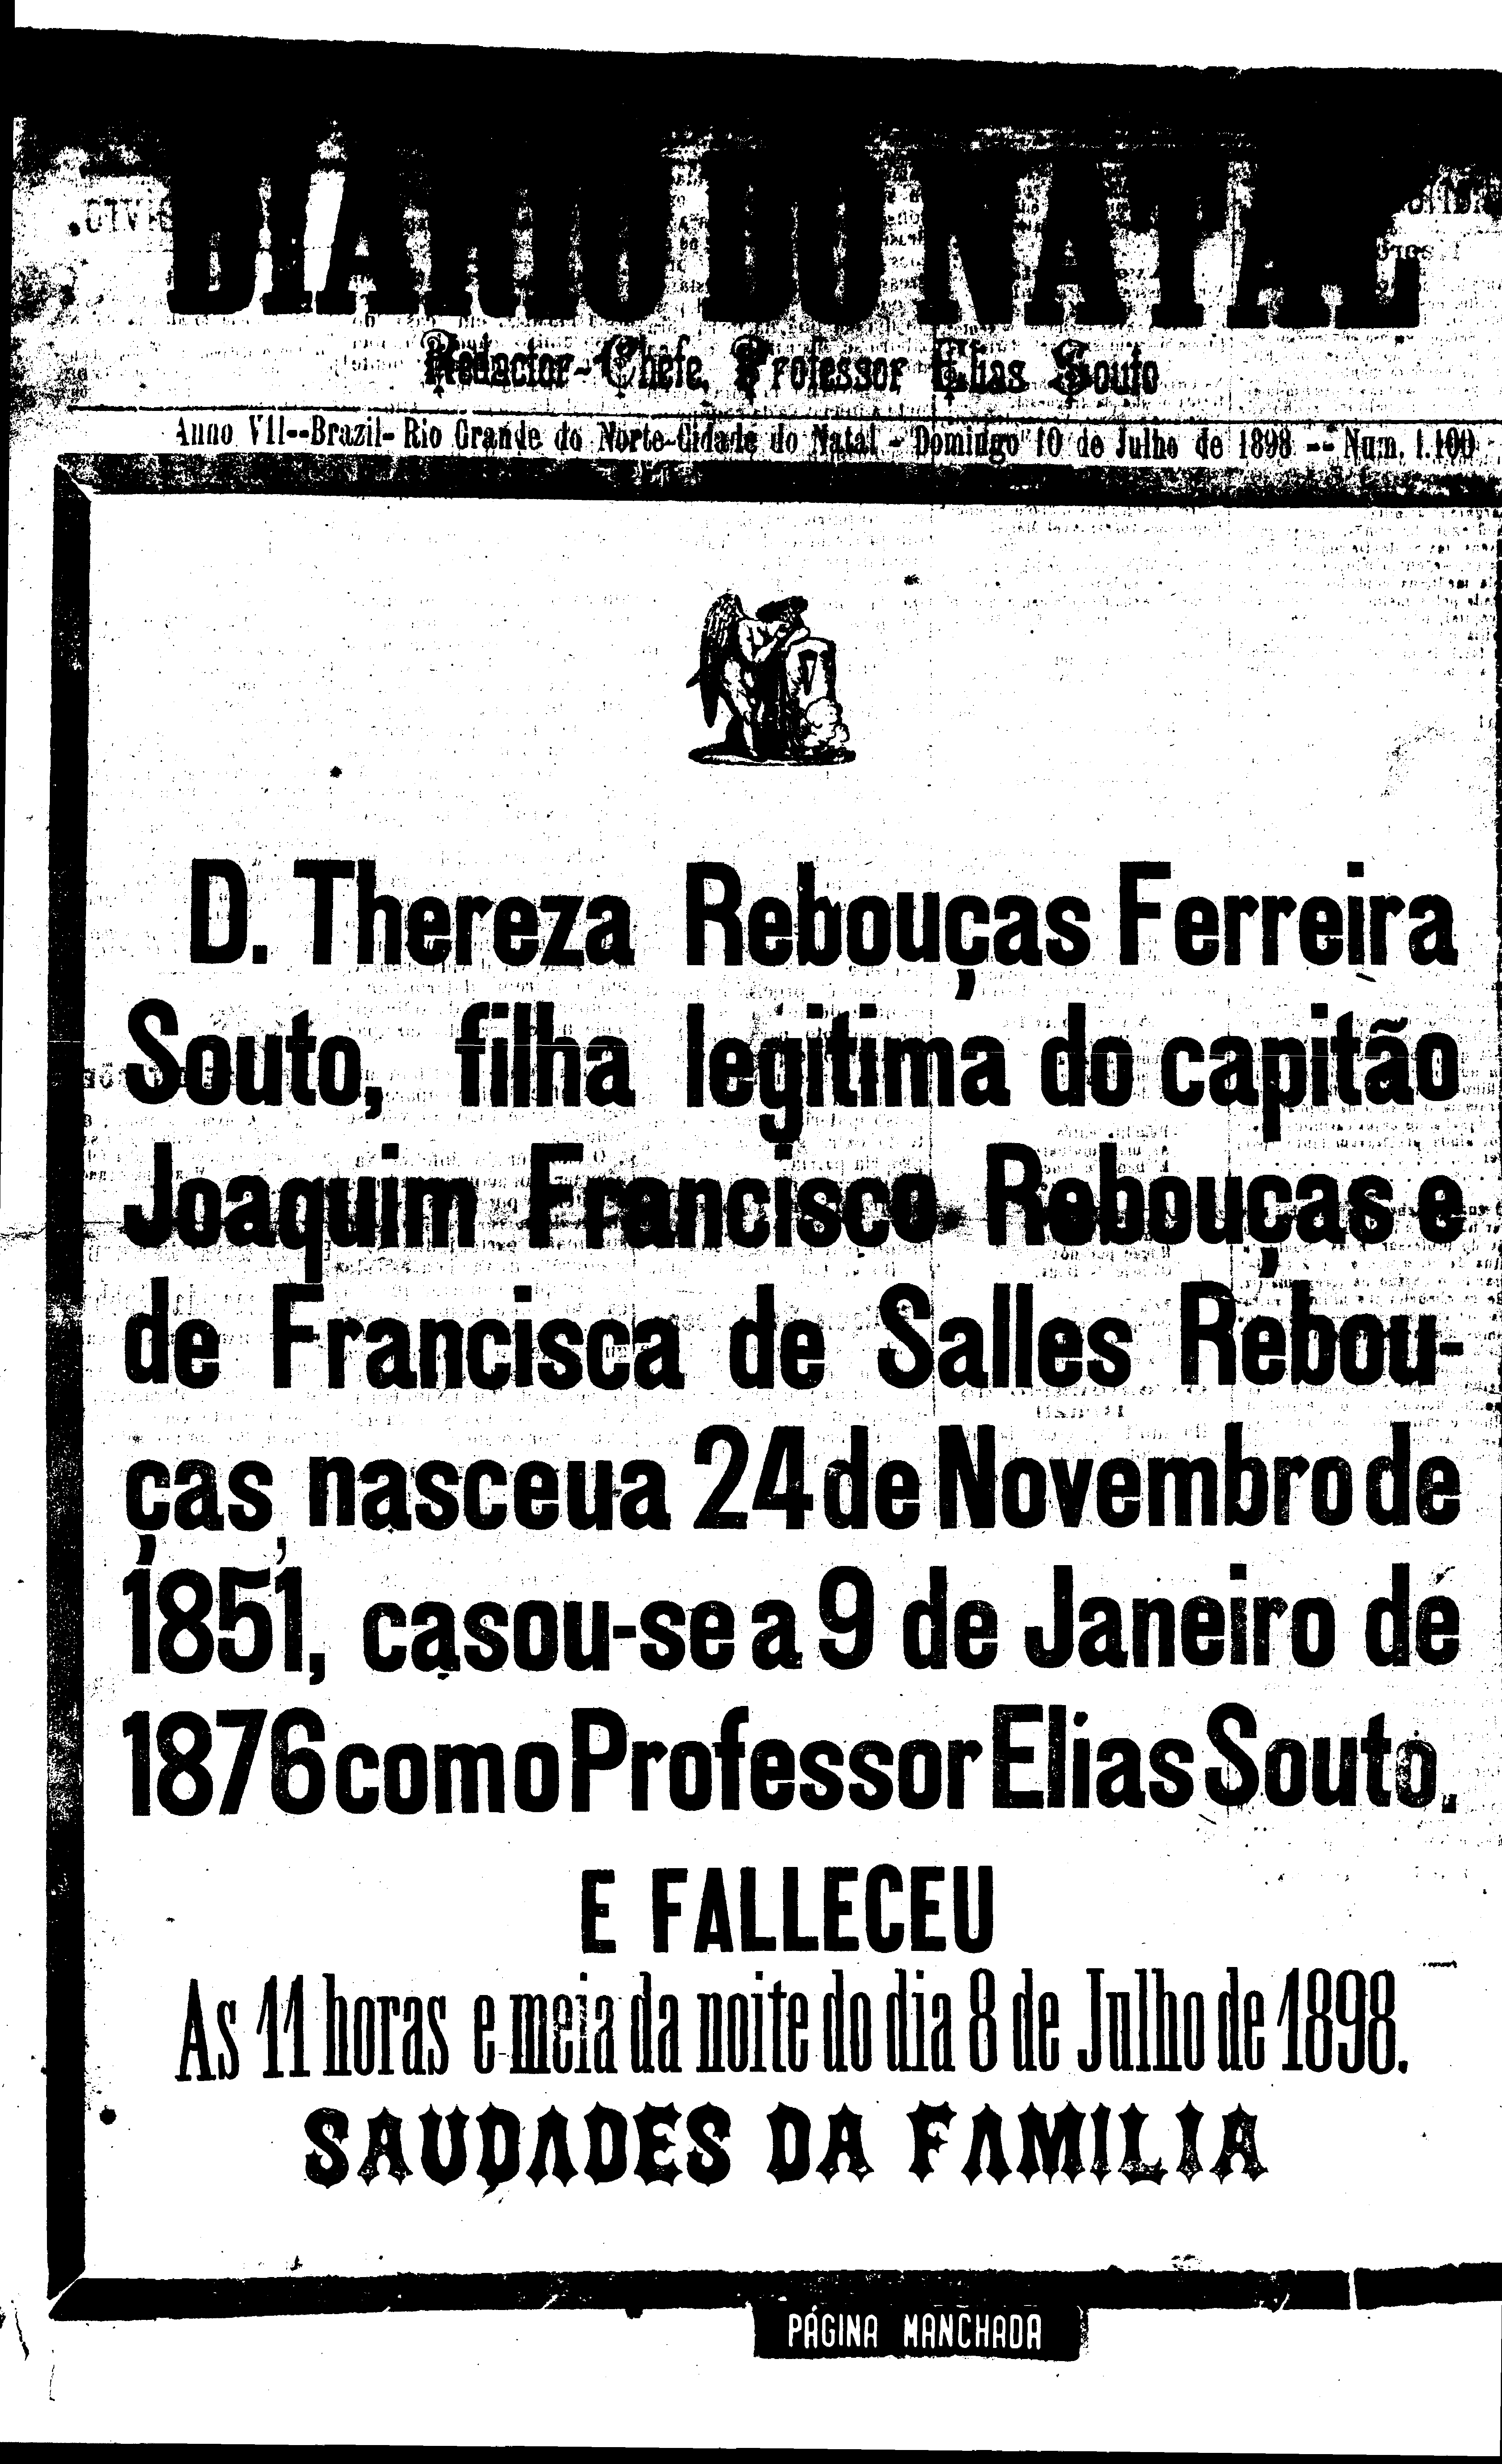 DIARIO DO NATAL
Redactor-Chefe, Professor Elias Souto
Anno VII--Brazil-Rio Grande do Norte-Cidade do Natal - Domingo 10 de Julho de 1898 -- Num. 1.100
D. Thereza Rebouças Ferreira
Souto, filha legitima do capitão
Joaquim Francisco Rebouças e
de Francisca de Salles Rebou-
ças, nasceu a 24 de Novembro de
1851, casou-se a 9 de Janeiro de
1876 com o Professor Elias Souto.
E FALLECEU
As 11 horas e meia da noite do dia 8 de Julho de 1898.
SAUDADES DA FAMILIA
PÁGINA MANCHADA